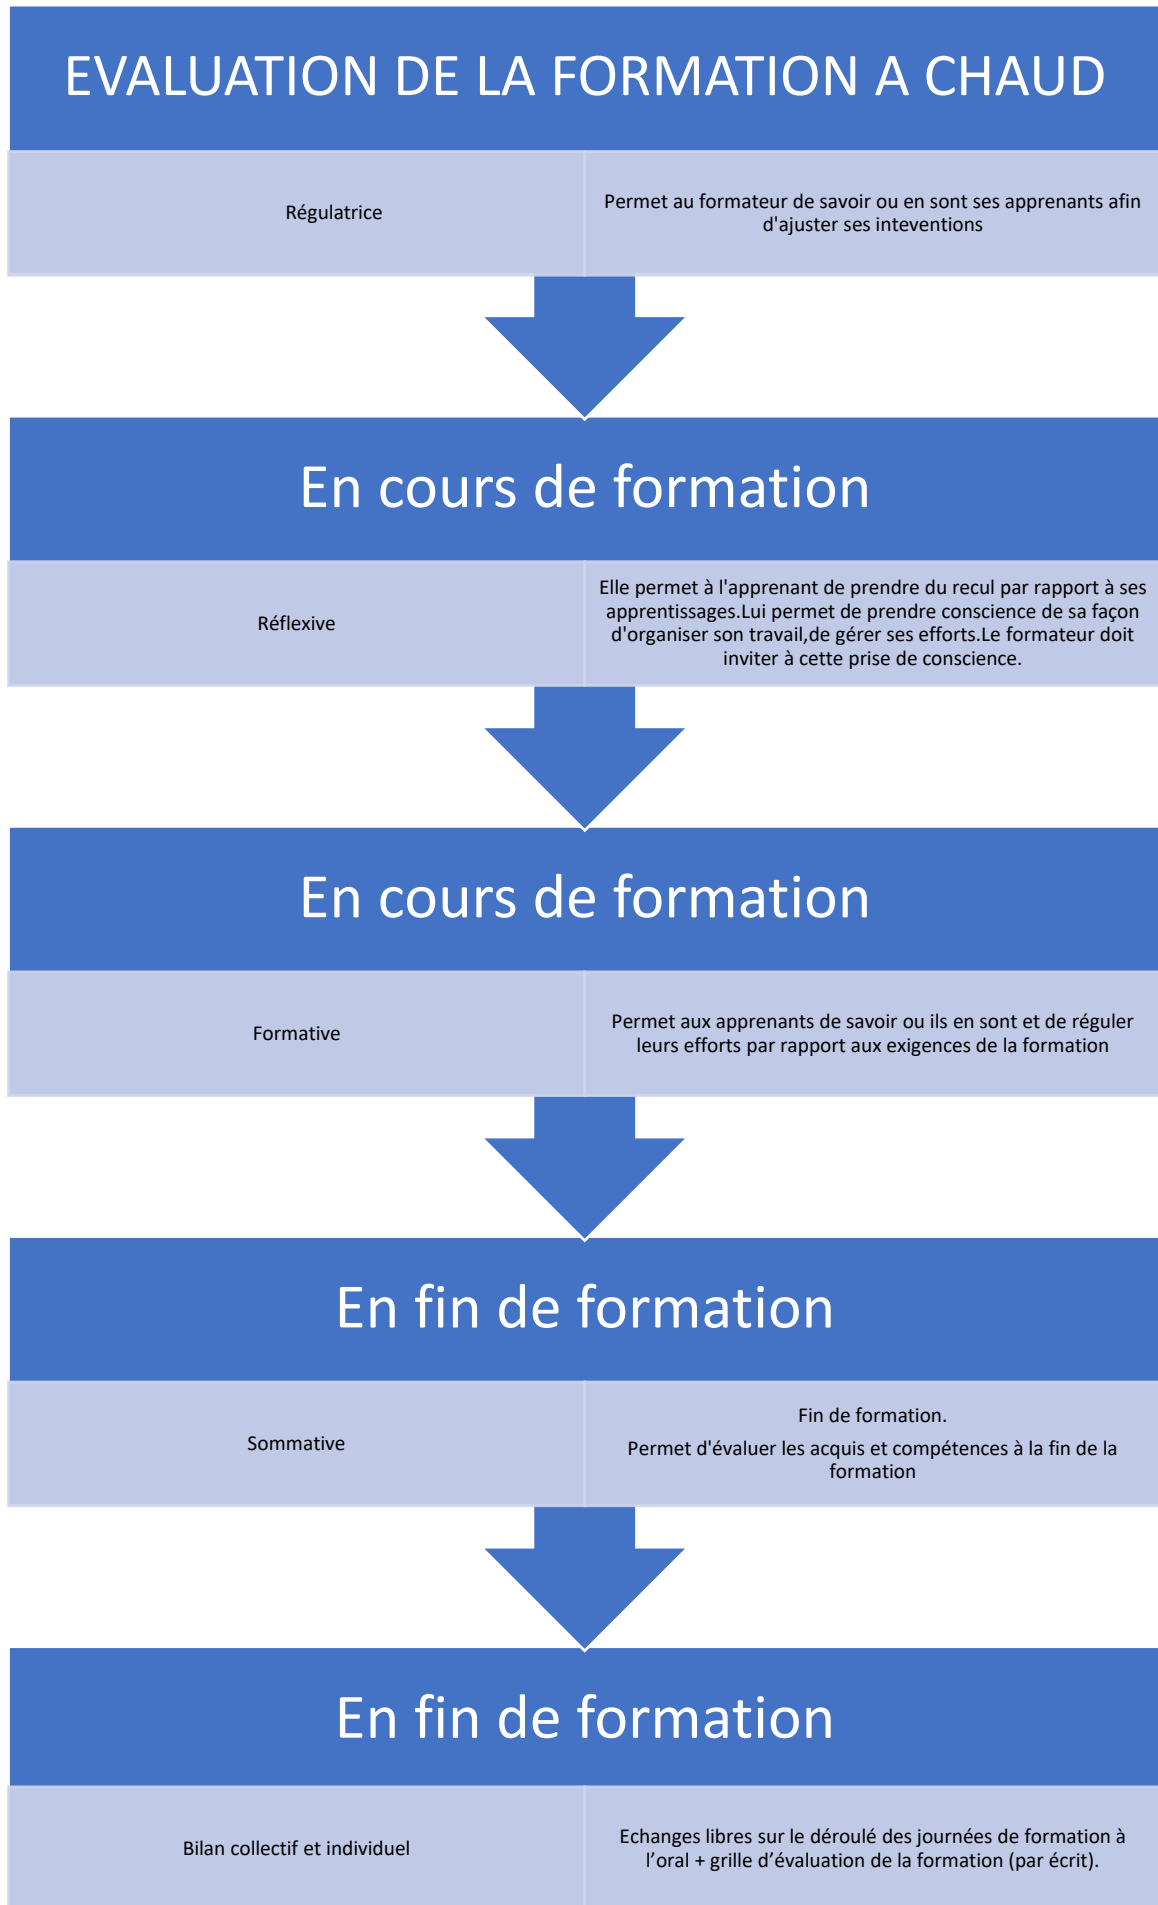 EVALUATION DE LA FORMATION A CHAUD
Régulatrice
Permet au formateur de savoir ou en sont ses apprenants afin
d'ajuster ses inteventions
En cours de formation
Réflexive
Elle permet à l'apprenant de prendre du recul par rapport à ses
apprentissages.Lui permet de prendre conscience de sa façon
d'organiser son travail,de gérer ses efforts.Le formateur doit
inviter à cette prise de conscience.
En cours de formation
Formative
Permet aux apprenants de savoir ou ils en sont et de réguler
leurs efforts par rapport aux exigences de la formation
En fin de formation
Sommative
Fin de formation.
Permet d'évaluer les acquis et compétences à la fin de la
formation
En fin de formation
Bilan collectif et individuel
Echanges libres sur le déroulé des journées de formation à
l’oral + grille d’évaluation de la formation (par écrit).